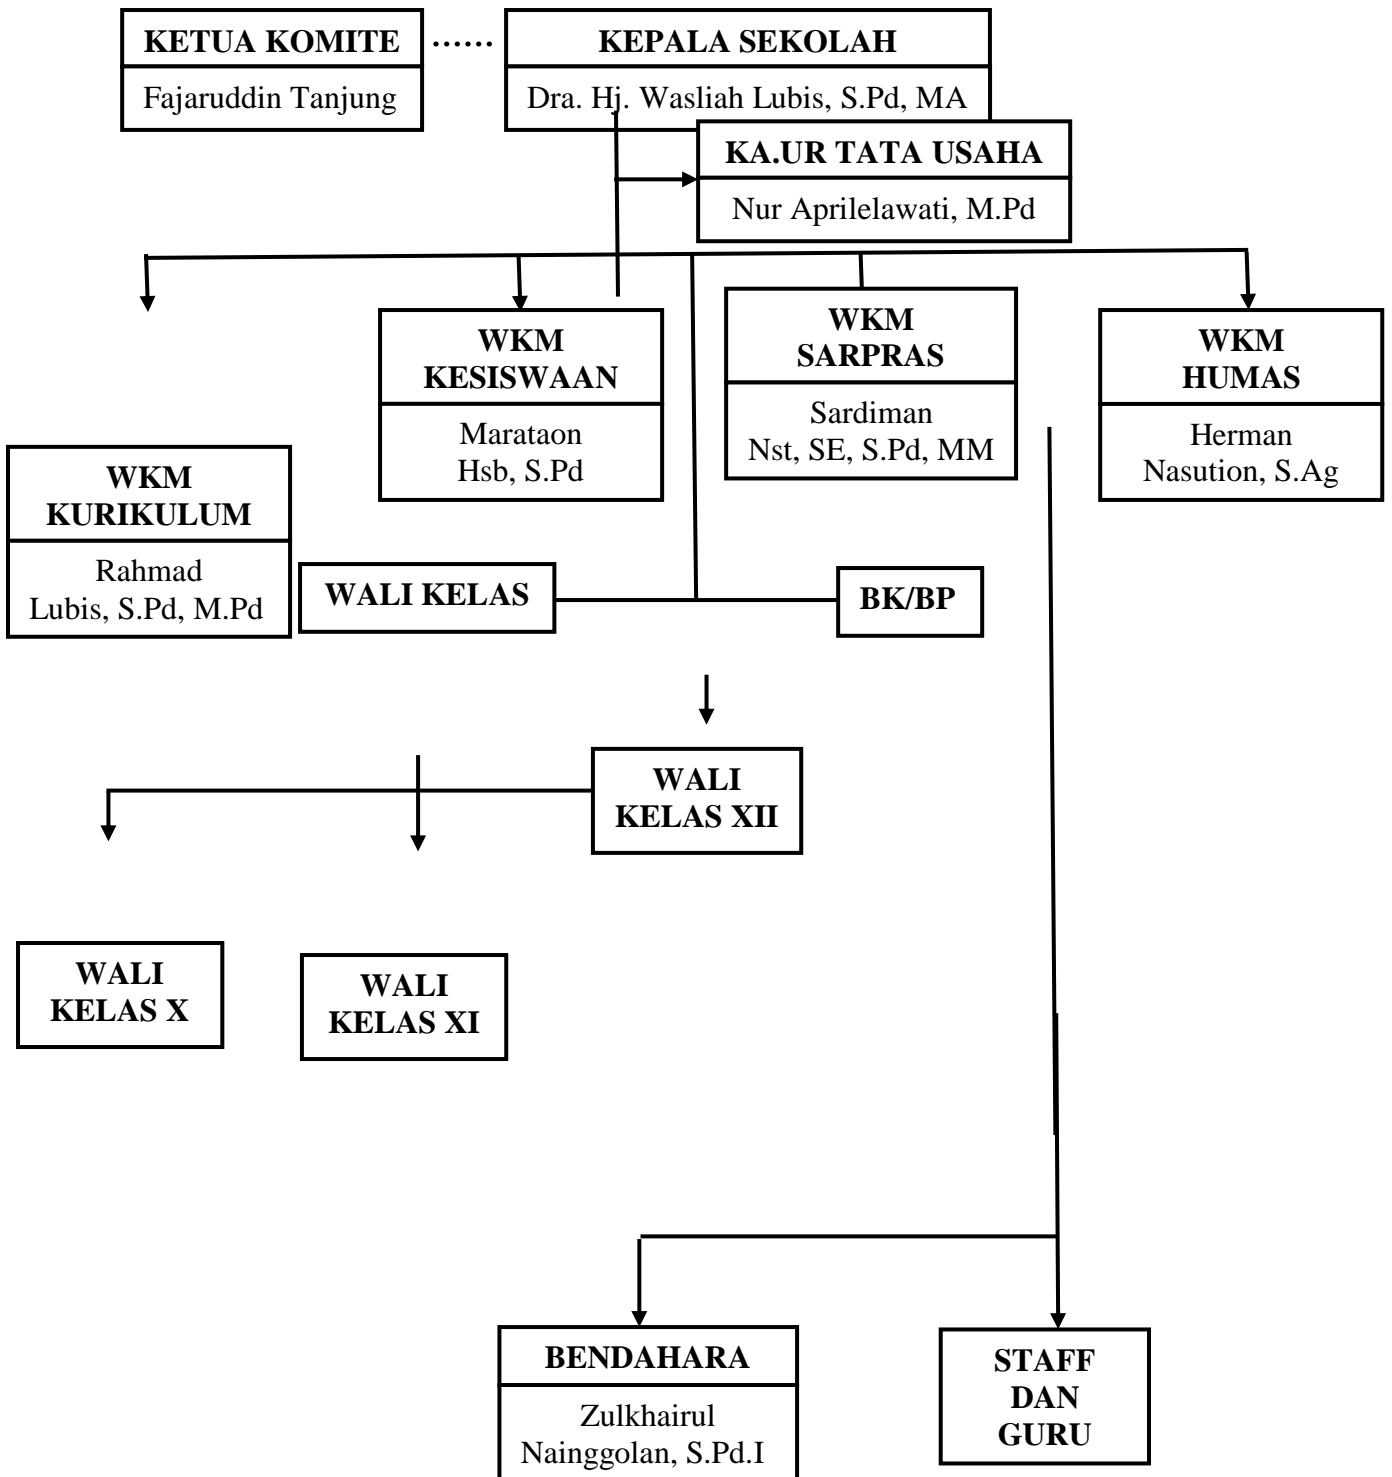 KETUA KOMITE
......
KEPALA SEKOLAH
Fajaruddin Tanjung
Dra. Hj. Wasliah Lubis, S.Pd, MA
KA.UR TATA USAHA
Nur Aprilelawati, M.Pd
WKM
KESISWAAN
Marataon
Hsb, S.Pd
WKM
SARPRAS
Sardiman
Nst, SE, S.Pd, MM
WKM
HUMAS
Herman
Nasution, S.Ag
WKM
KURIKULUM
Rahmad
Lubis, S.Pd, M.Pd
WALI KELAS
BK/BP
WALI
KELAS XII
WALI
KELAS X
WALI
KELAS XI
BENDAHARA
Zulkhairul
Nainggolan, S.Pd.I
STAFF
DAN
GURU